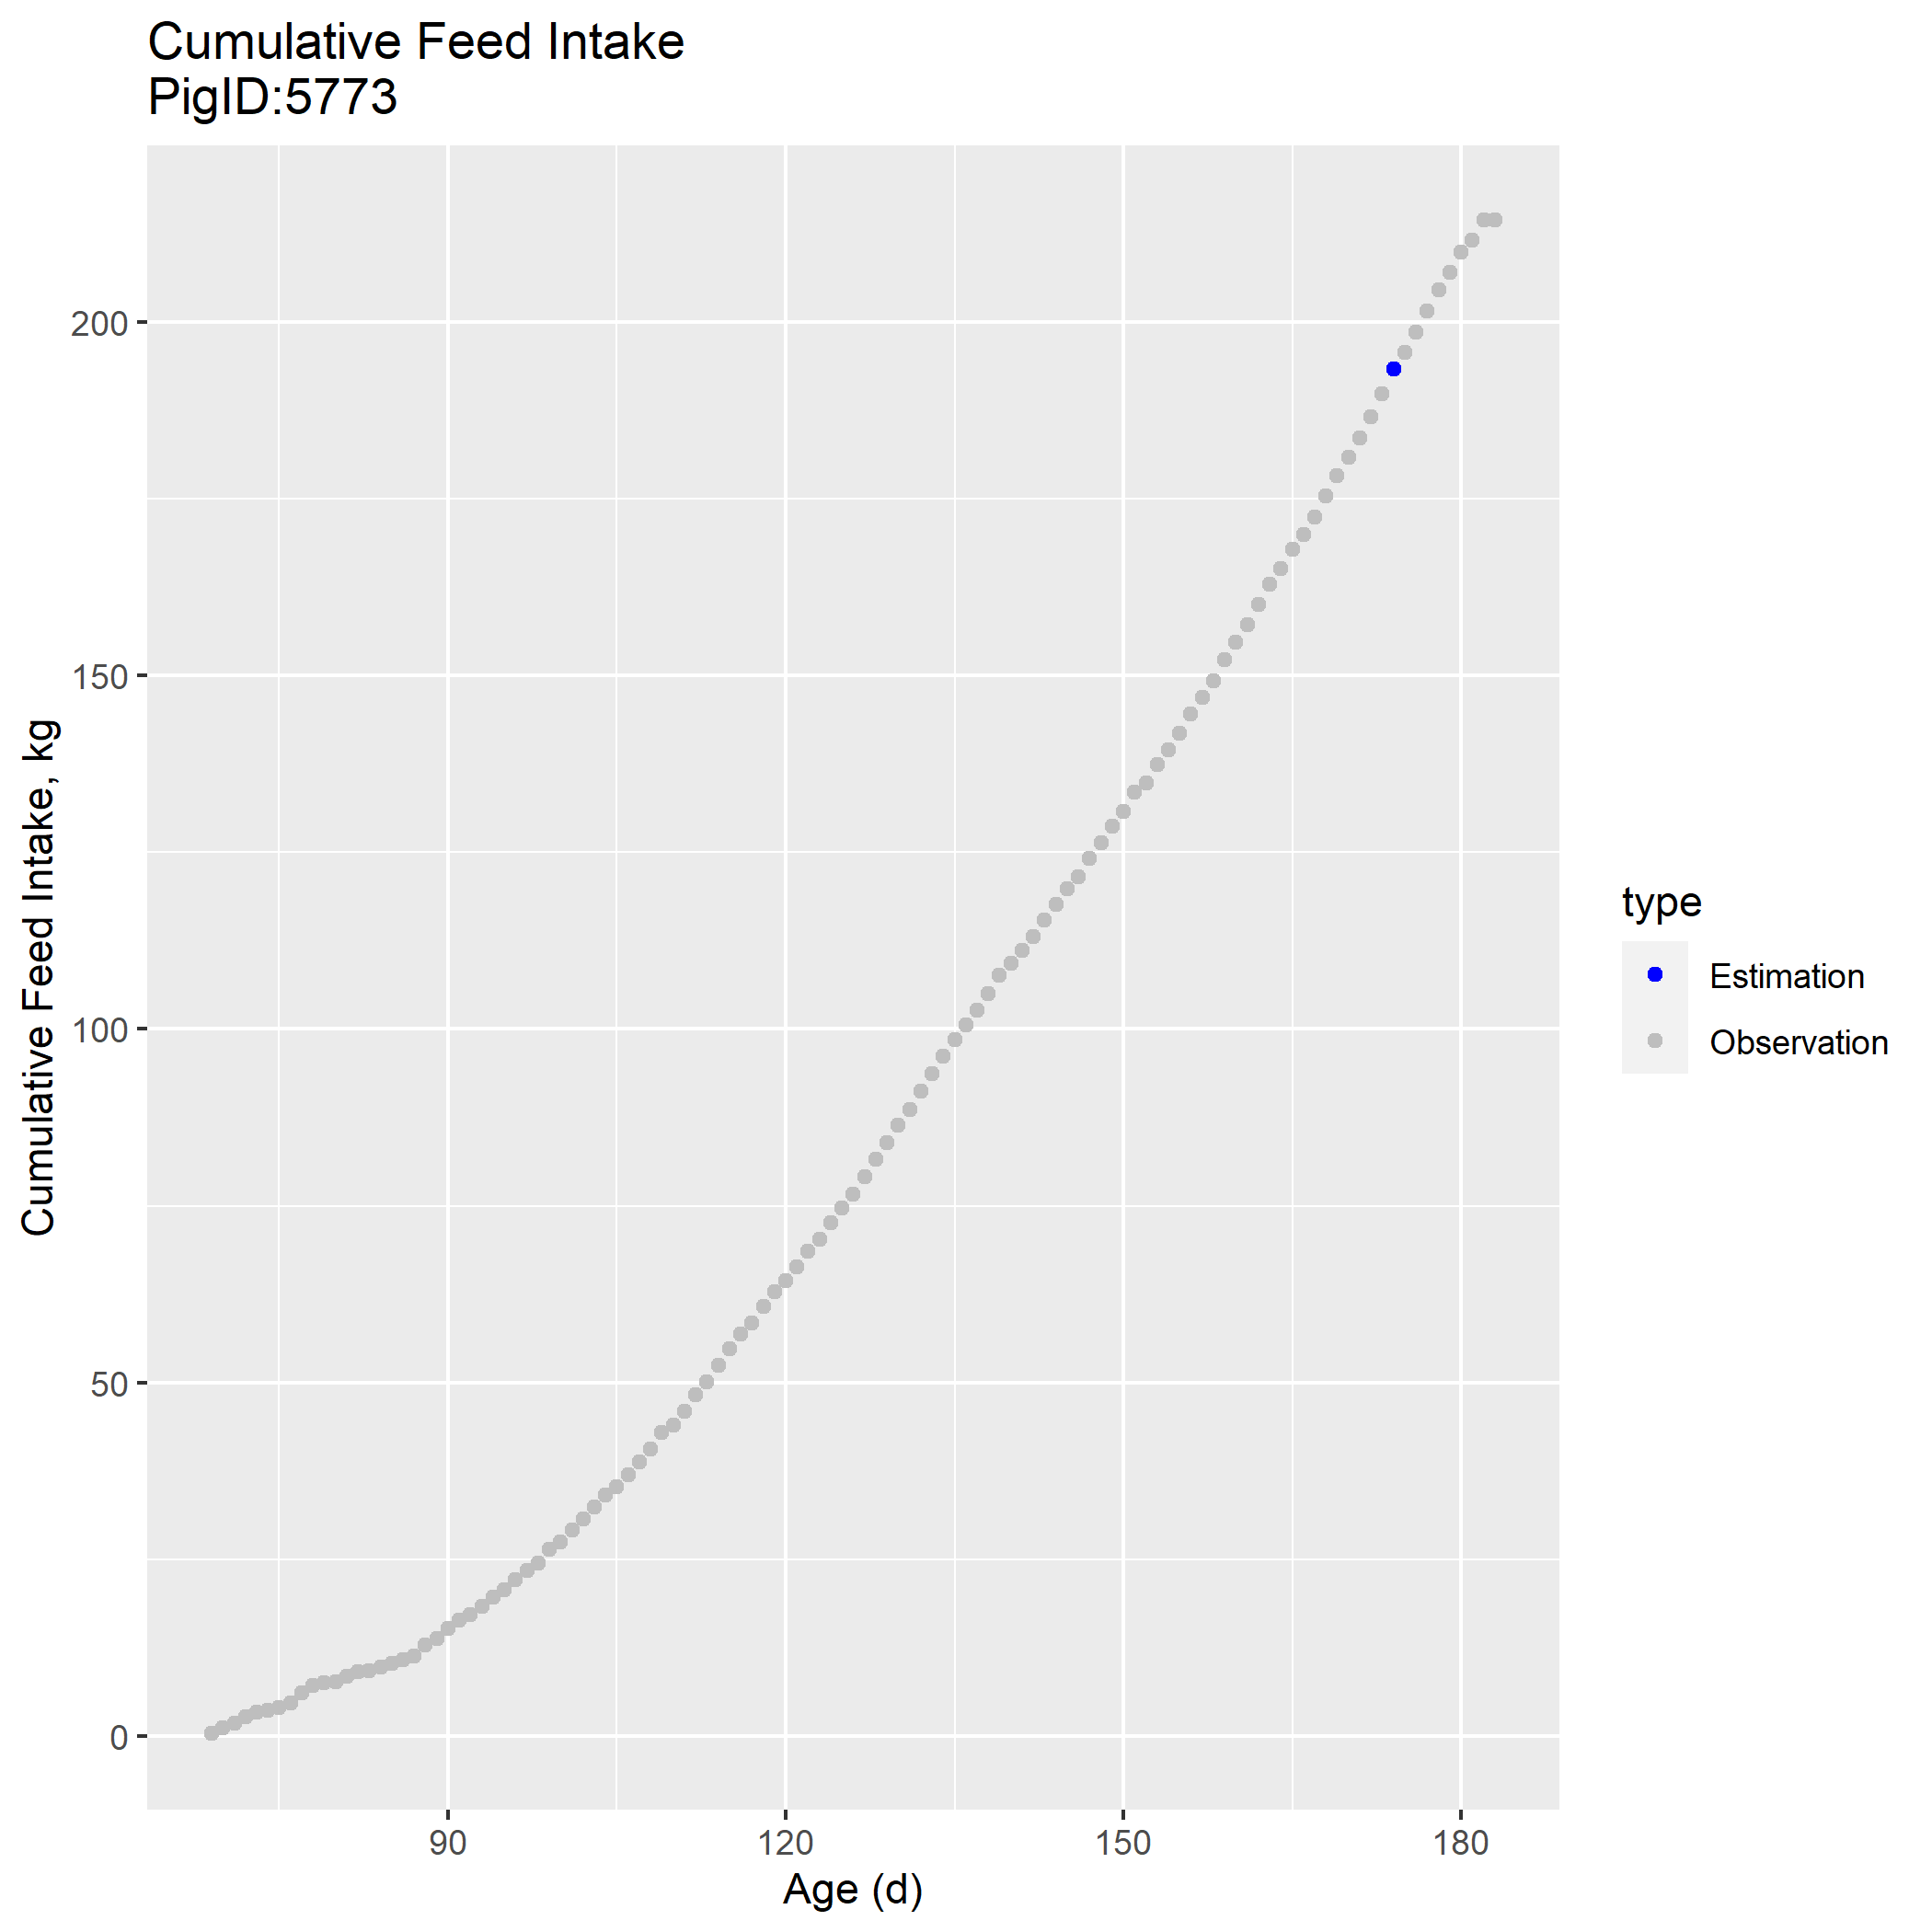 Cumulative Feed Intake
PigID:5773
Cumulative Feed Intake, kg
200
150
100
50
0
90
120
150
180
Age (d)
type
Estimation
Observation